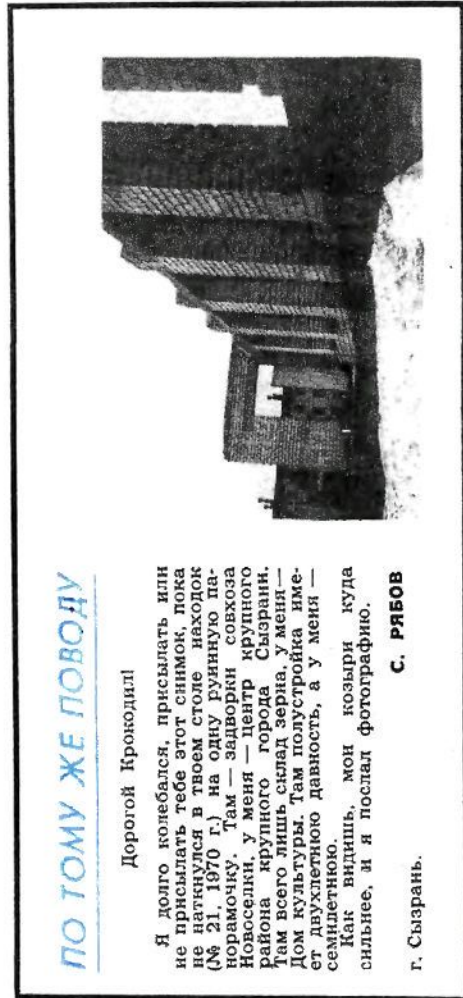 ПО ТОМУ ЖЕ ПОВОДУ
Дорогой Крокодил!
Я долго колебался, присылать или
не присылать тебе этот снимок, пока
не наткнулся в твоем столе находок
(№ 21, 1970 г.) на одну руинную па-
норамочку. Там — задворки совхоза
Новоселки, у меня — центр крупного
района крупного города Сызрани.
Там всего лишь склад зерна, у меня —
Дом культуры. Там полустройка име-
ет двухлетнюю давность, а у меня —
семилетнюю.
Как видишь, мои козыри куда
сильнее, и я послал фотографию.
С. РЯБОВ
г. Сызрань.